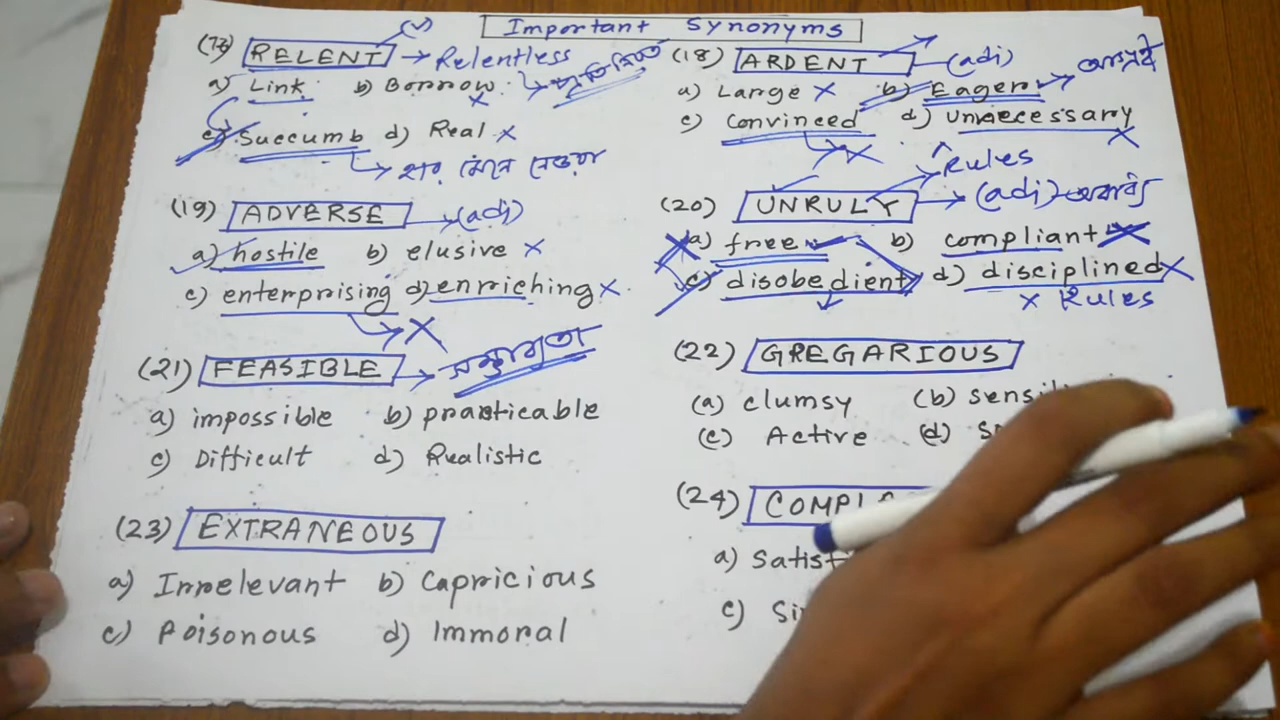 Important Synonyms
(17) RELENT (v) → Relentless
a) Link b) Borrow
c) Succumb d) Real
হার মেনে নেওয়া
(18) ARDENT (adj)
a) Large b) Eager
c) Convinced d) Unnecessary
(19) ADVERSE (adj)
a) hostile b) elusive
c) enterprising d) enriching
(20) UNRULY Rules (adj)
a) free b) compliant
c) disobedient d) disciplined
Rules
(21) FEASIBLE
a) impossible b) practicable
c) Difficult d) Realistic
(22) GREGARIOUS
(a) clumsy (b)
(c) Active (d)
(23) EXTRANEOUS
a) Irrelevant b) Capricious
c) Poisonous d) Immoral
(24)
a)
c)